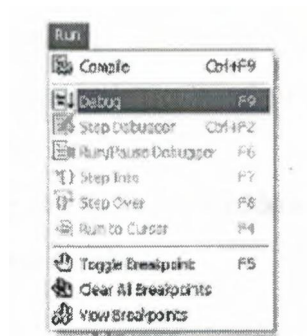 Run
Compile Ctrl+F9
Debug F9
Stop Debugger Ctrl+F2
Run/Pause Debugger F6
Step Into F7
Step Over F8
Run to Cursor F4
Toggle Breakpoint F5
Clear All Breakpoints
View Breakpoints